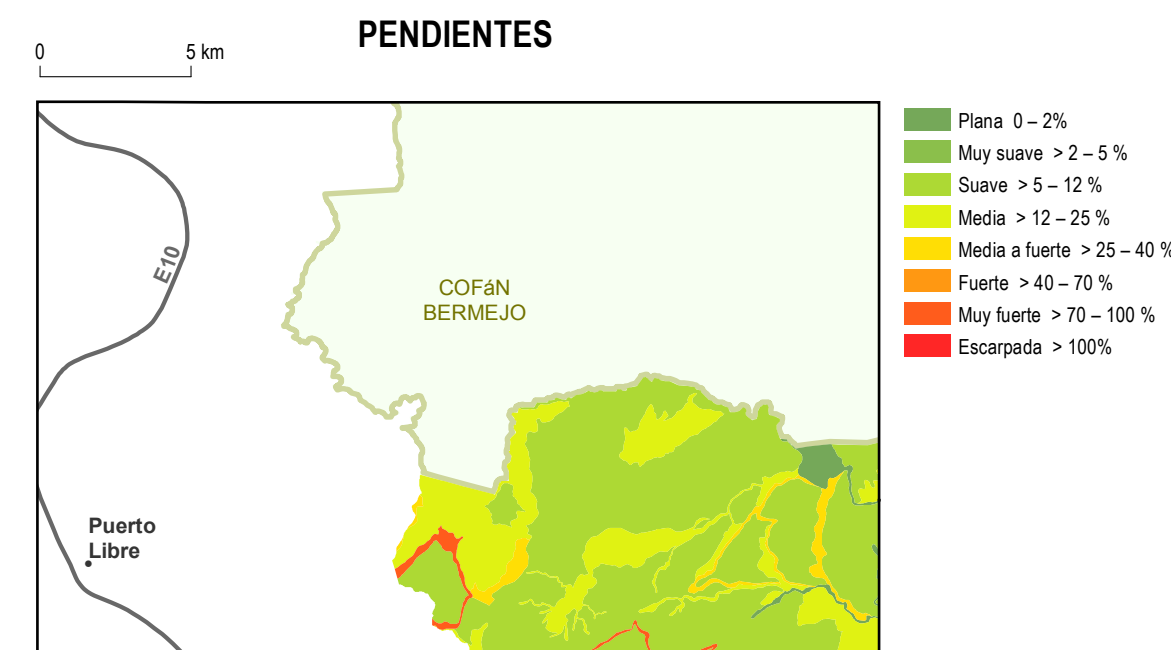 PENDIENTES
0 5 km
Plana 0 – 2%
Muy suave > 2 – 5 %
Suave > 5 – 12 %
Media > 12 – 25 %
Media a fuerte > 25 – 40 %
Fuerte > 40 – 70 %
Muy fuerte > 70 – 100 %
Escarpada > 100%
E10
COFáN
BERMEJO
Puerto
Libre